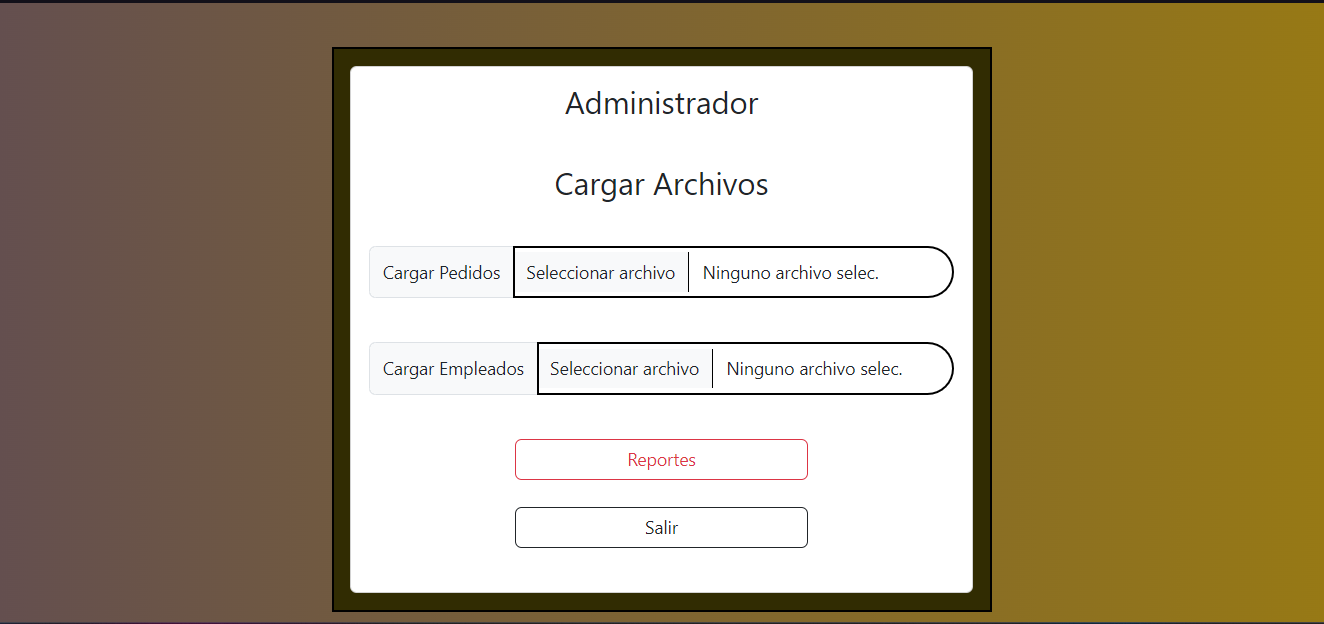 Administrador
Cargar Archivos
Cargar Pedidos Seleccionar archivo Ninguno archivo selec.
Cargar Empleados Seleccionar archivo Ninguno archivo selec.
Reportes
Salir